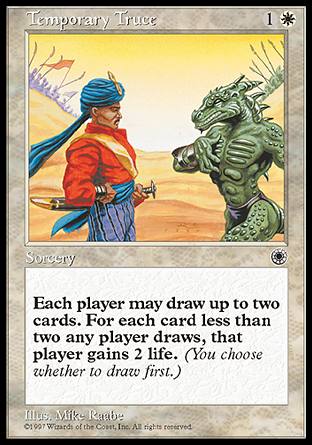 Temporary Truce 1
Sorcery
Each player may draw up to two
cards. For each card less than
two any player draws, that
player gains 2 life. (You choose
whether to draw first.)
Illus. Mike Raabe
©1997 Wizards of the Coast, Inc. All rights reserved.